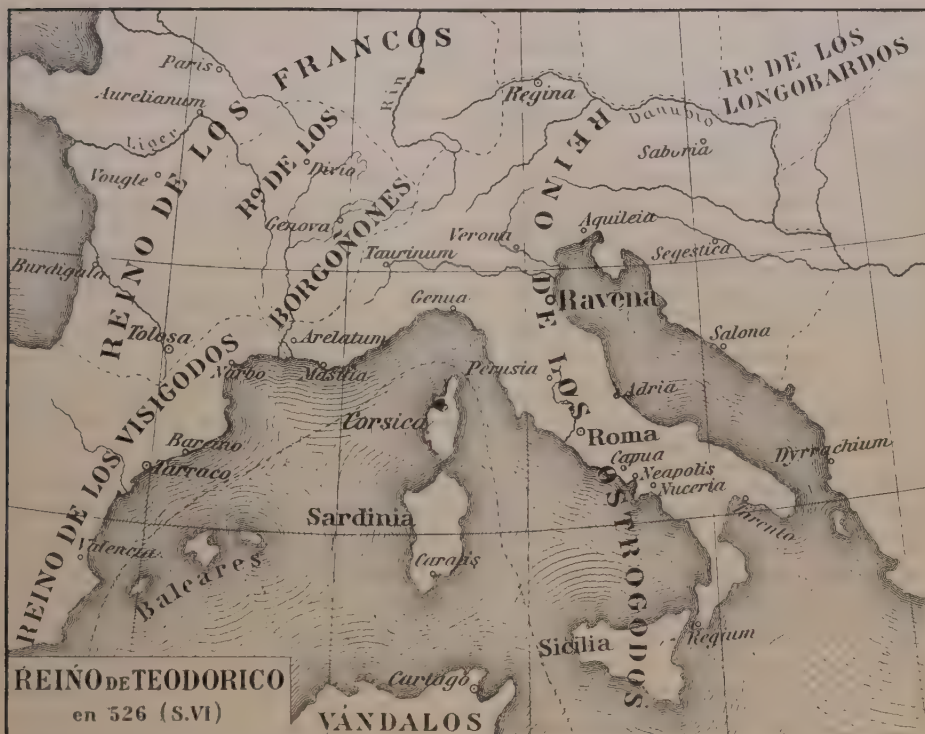 REINO DE LOS FRANCOS
Paris
Aurelianum
Liger
Vougle
Rº DE LOS BORGOÑONES
Divio
Genova
Rin
Regina
Danubio
Rº DE LOS
LONGOBARDOS
Saboria
REINO DE LOS OSTROGODOS
Verona
Aquileia
Segestica
Taurinum
Burdigala
Ravena
Genua
Salona
Tolosa
Arelatum
Narbo
Masilia
Perusia
Adria
Corsica
Roma
REINO DE LOS VISIGODOS
Barcino
Tarraco
Capua
Neapolis
Nuceria
Dyrrachium
Sardinia
Tarento
Valencia
Baleares
Caralis
Sicilia
Regium
Cartago
VÁNDALOS
REINO DE TEODORICO
en 526 (S.VI)